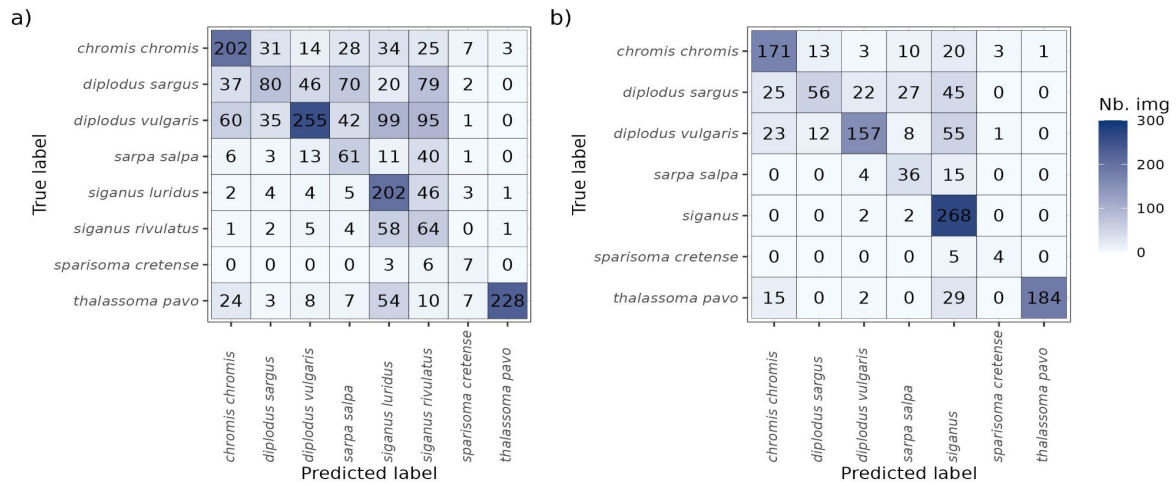 a)
True label
chromis chromis 202 31 14 28 34 25 7 3
diplodus sargus 37 80 46 70 20 79 2 0
diplodus vulgaris 60 35 255 42 99 95 1 0
sarpa salpa 6 3 13 61 11 40 1 0
siganus luridus 2 4 4 5 202 46 3 1
siganus rivulatus 1 2 5 4 58 64 0 1
sparisoma cretense 0 0 0 0 3 6 7 0
thalassoma pavo 24 3 8 7 54 10 7 228
chromis chromis
diplodus sargus
diplodus vulgaris
sarpa salpa
siganus luridus
siganus rivulatus
sparisoma cretense
thalassoma pavo
Predicted label
b)
True label
chromis chromis 171 13 3 10 20 3 1
diplodus sargus 25 56 22 27 45 0 0
diplodus vulgaris 23 12 157 8 55 1 0
sarpa salpa 0 0 4 36 15 0 0
siganus 0 0 2 2 268 0 0
sparisoma cretense 0 0 0 0 5 4 0
thalassoma pavo 15 0 2 0 29 0 184
chromis chromis
diplodus sargus
diplodus vulgaris
sarpa salpa
siganus
sparisoma cretense
thalassoma pavo
Predicted label
Nb. img
300
200
100
0